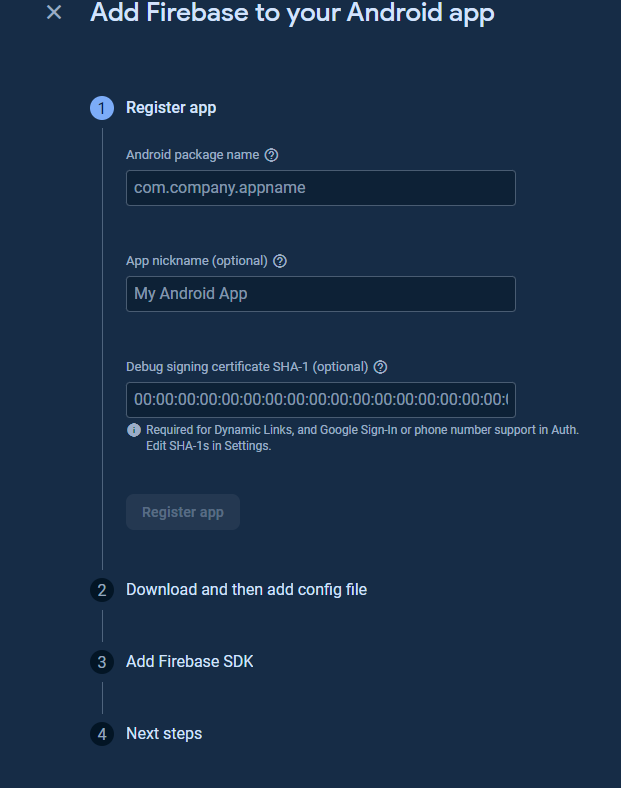 Add Firebase to your Android app
1 Register app
Android package name
com.company.appname
App nickname (optional)
My Android App
Debug signing certificate SHA-1 (optional)
00:00:00:00:00:00:00:00:00:00:00:00:00:00:00:00:00:0
Required for Dynamic Links, and Google Sign-In or phone number support in Auth.
Edit SHA-1s in Settings.
Register app
2 Download and then add config file
3 Add Firebase SDK
4 Next steps